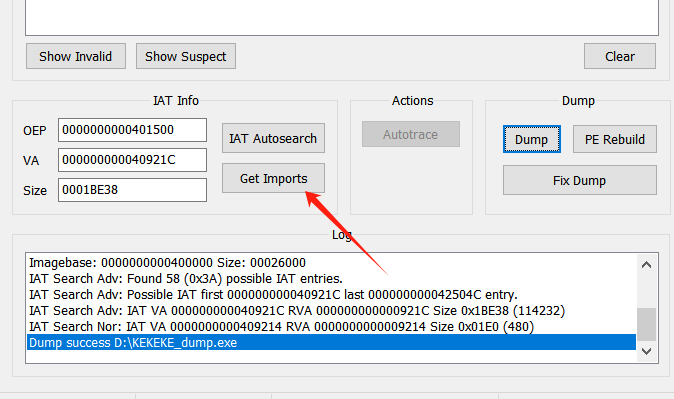 Show Invalid
Show Suspect
Clear
IAT Info
Actions
Dump
OEP
0000000000401500
IAT Autosearch
Autotrace
Dump
PE Rebuild
VA
000000000040921C
Get Imports
Fix Dump
Size
0001BE38
Log
Imagebase: 0000000000400000 Size: 00026000
IAT Search Adv: Found 58 (0x3A) possible IAT entries.
IAT Search Adv: Possible IAT first 000000000040921C last 000000000042504C entry.
IAT Search Adv: IAT VA 000000000040921C RVA 000000000000921C Size 0x1BE38 (114232)
IAT Search Nor: IAT VA 0000000000409214 RVA 0000000000009214 Size 0x01E0 (480)
Dump success D:\KEKEKE_dump.exe